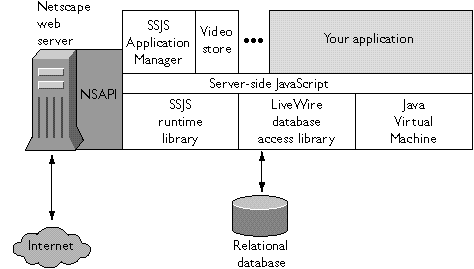 Netscape
web
server
NSAPI
SSJS
Application
Manager
Video
store
Your application
Server-side JavaScript
SSJS
runtime
library
LiveWire
database
access library
Java
Virtual
Machine
Internet
Relational
database